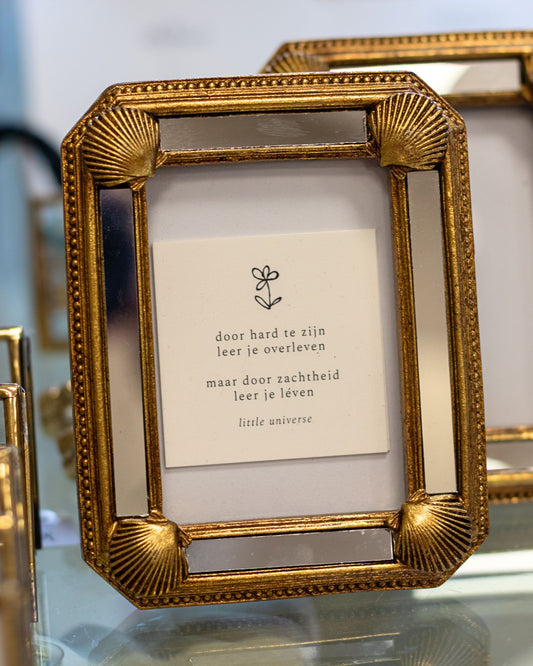 door hard te zijn
leer je overleven
maar door zachtheid
leer je léven
little universe